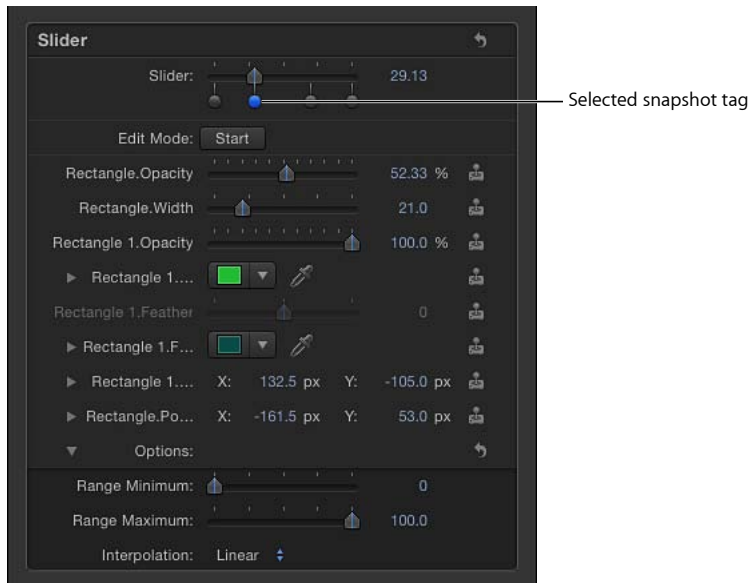 Slider
Slider: 29.13
Selected snapshot tag
Edit Mode: Start
Rectangle.Opacity 52.33 %
Rectangle.Width 21.0
Rectangle 1.Opacity 100.0 %
Rectangle 1....
Rectangle 1.Feather 0
Rectangle 1.F...
Rectangle 1.... X: 132.5 px Y: -105.0 px
Rectangle.Po... X: -161.5 px Y: 53.0 px
Options:
Range Minimum: 0
Range Maximum: 100.0
Interpolation: Linear